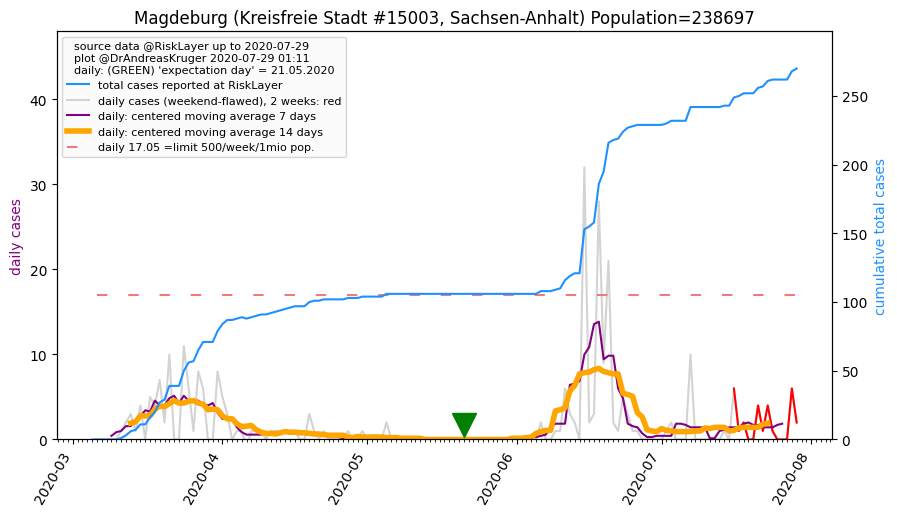 Magdeburg (Kreisfreie Stadt #15003, Sachsen-Anhalt) Population=238697
source data @RiskLayer up to 2020-07-29
plot @DrAndreasKruger 2020-07-29 01:11
daily: (GREEN) 'expectation day' = 21.05.2020
total cases reported at RiskLayer
daily cases (weekend-flawed), 2 weeks: red
daily: centered moving average 7 days
daily: centered moving average 14 days
daily 17.05 =limit 500/week/1mio pop.
daily cases
40
30
20
10
0
cumulative total cases
250
200
150
100
50
0
2020-03
2020-04
2020-05
2020-06
2020-07
2020-08